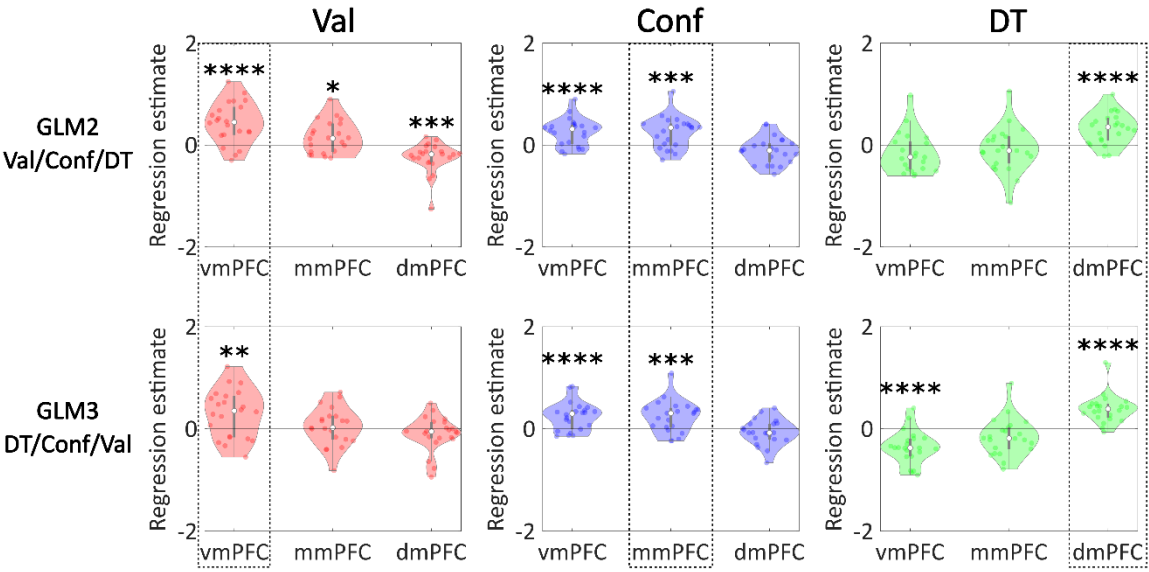 Val Conf DT
GLM2
Val/Conf/DT
Regression estimate
2
0
-2
**** * ***
vmPFC mmPFC dmPFC
Regression estimate
2
0
-2
**** ***
vmPFC mmPFC dmPFC
Regression estimate
2
0
-2
****
vmPFC mmPFC dmPFC
GLM3
DT/Conf/Val
Regression estimate
2
0
-2
**
vmPFC mmPFC dmPFC
Regression estimate
2
0
-2
**** ***
vmPFC mmPFC dmPFC
Regression estimate
2
0
-2
**** ****
vmPFC mmPFC dmPFC